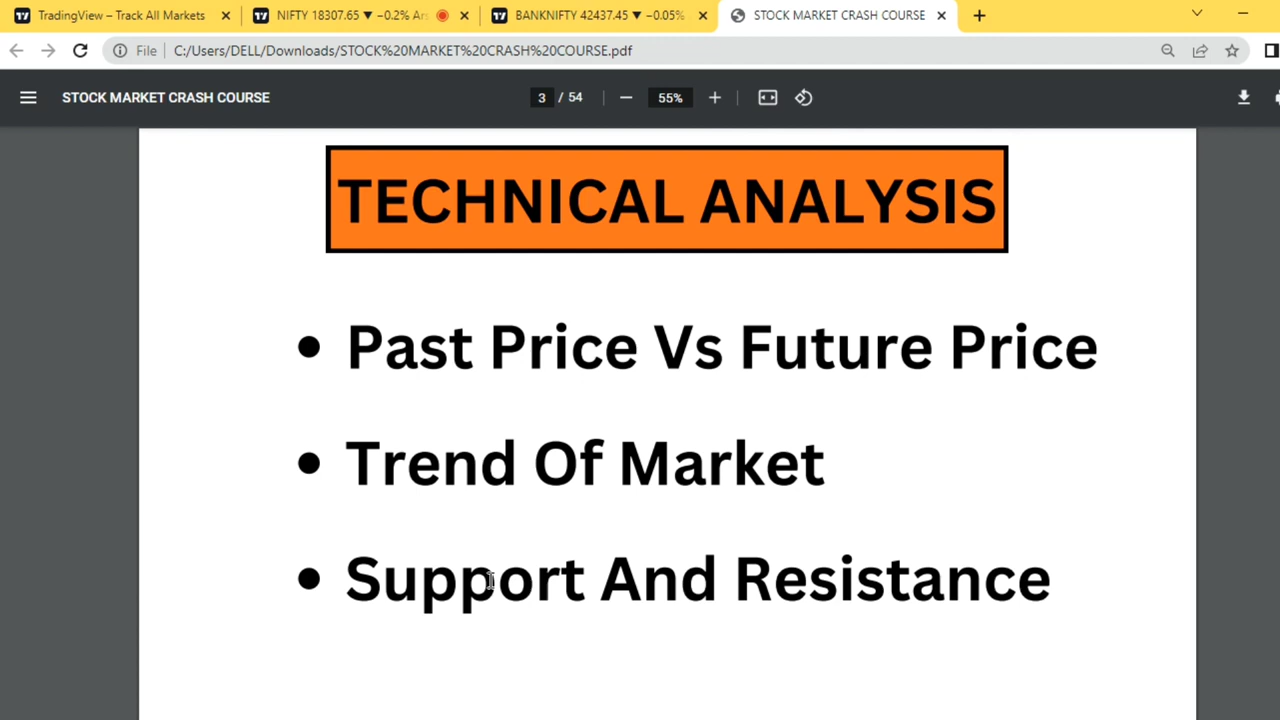 TradingView – Track All Markets
NIFTY 18307.65 ▼ −0.2% Ars
BANKNIFTY 42437.45 ▼ −0.05%
STOCK MARKET CRASH COURSE
File
C:/Users/DELL/Downloads/STOCK%20MARKET%20CRASH%20COURSE.pdf
STOCK MARKET CRASH COURSE
3 / 54
55%
TECHNICAL ANALYSIS
• Past Price Vs Future Price
• Trend Of Market
• Support And Resistance